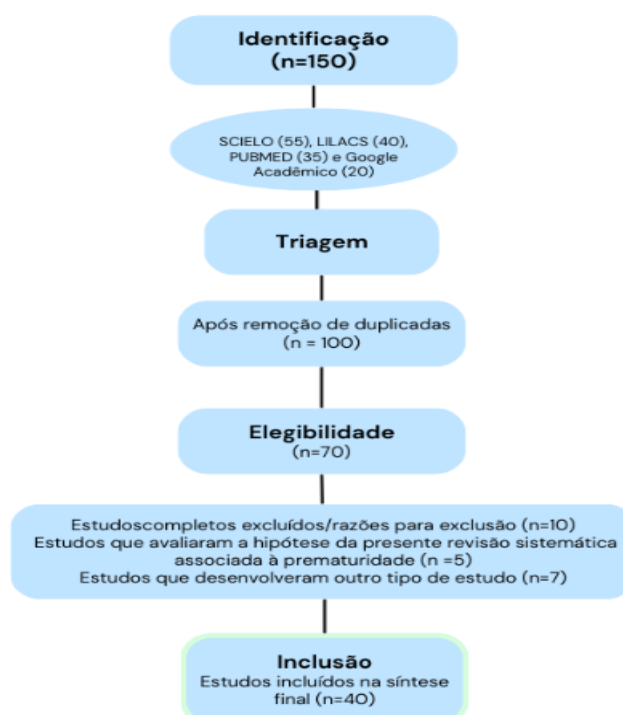 Identificação
(n=150)
SCIELO (55), LILACS (40),
PUBMED (35) e Google
Acadêmico (20)
Triagem
Após remoção de duplicadas
(n = 100)
Elegibilidade
(n=70)
Estudoscompletos excluídos/razões para exclusão (n=10)
Estudos que avaliaram a hipótese da presente revisão sistemática
associada à prematuridade (n =5)
Estudos que desenvolveram outro tipo de estudo (n=7)
Inclusão
Estudos incluídos na síntese
final (n=40)